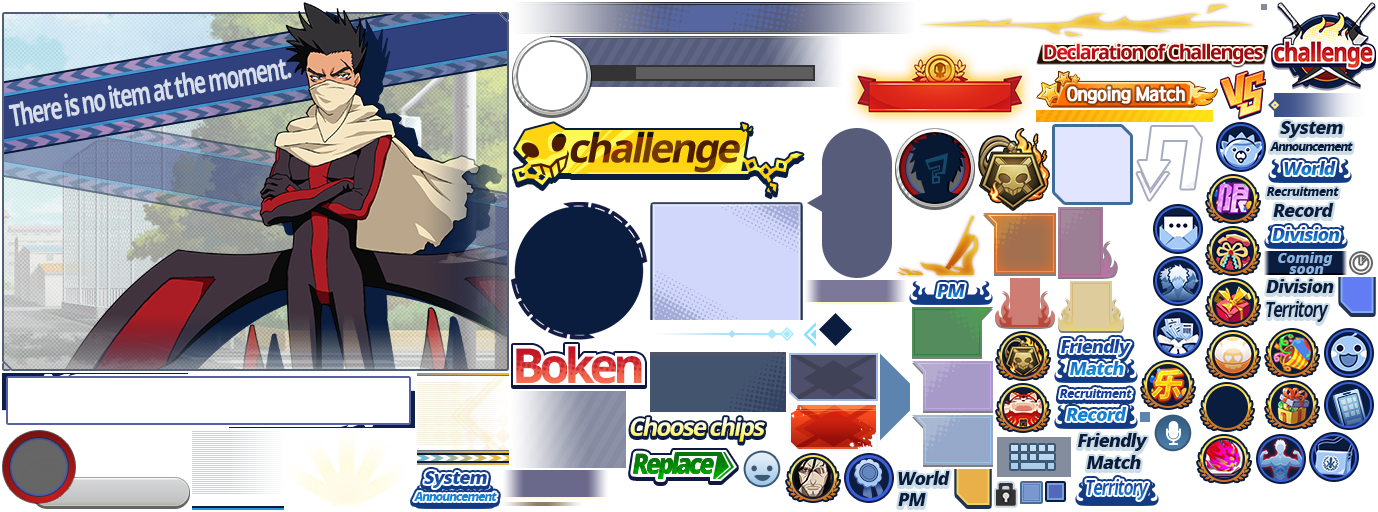 There is no item at the moment.
Declaration of Challenges
challenge
Ongoing Match
VS
challenge
System
Announcement
World
限
Recruitment
Record
Division
Coming
soon
PM
Division
Territory
Boken
Friendly
Match
Recruitment
Record
乐
Choose chips
Replace
Friendly
Match
World
PM
Territory
System
Announcement